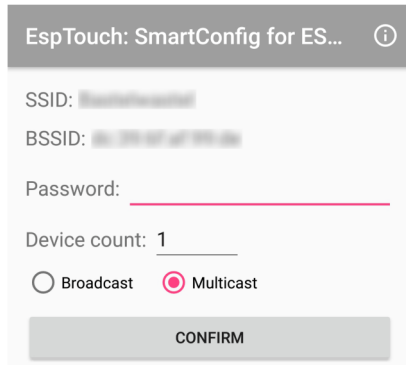 EspTouch: SmartConfig for ES...
SSID:
BSSID:
Password:
Device count: 1
Broadcast Multicast
CONFIRM